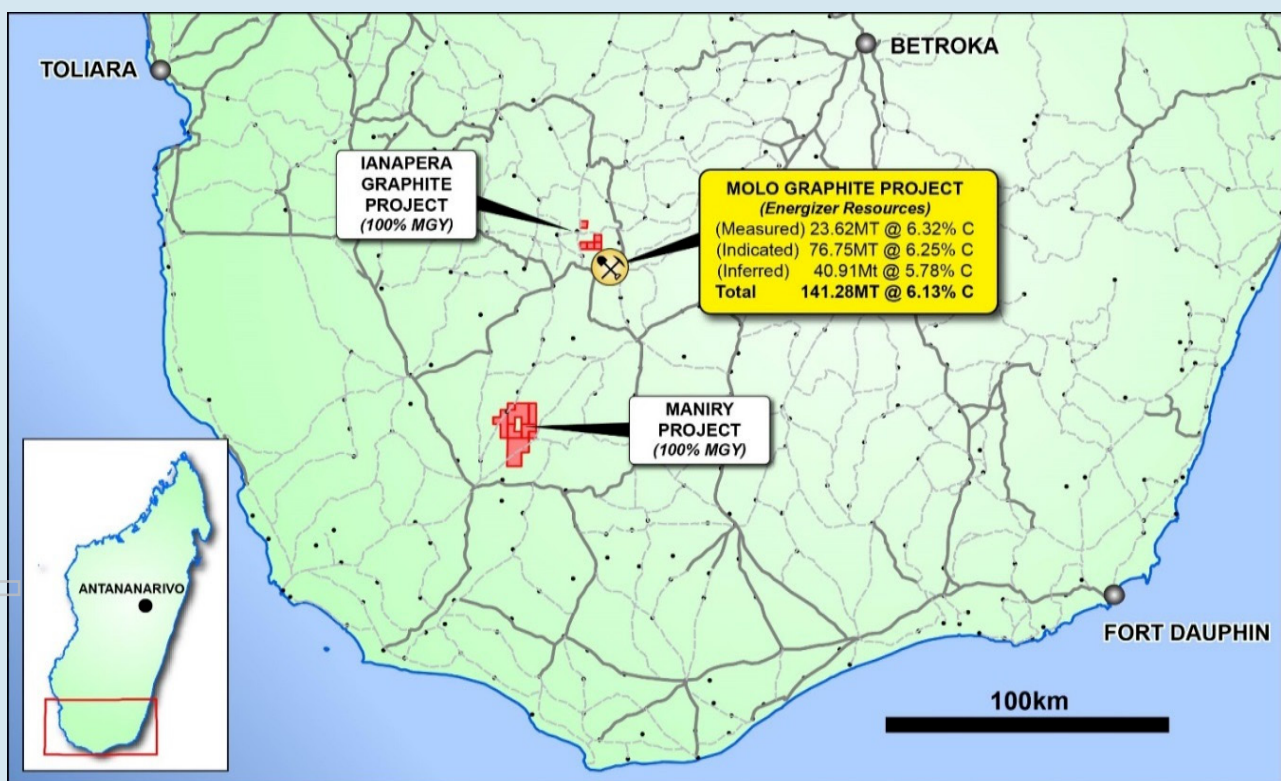 TOLIARA
BETROKA
IANAPERA
GRAPHITE
PROJECT
(100% MGY)
MOLO GRAPHITE PROJECT
(Energizer Resources)
(Measured) 23.62MT @ 6.32% C
(Indicated) 76.75MT @ 6.25% C
(Inferred) 40.91Mt @ 5.78% C
Total 141.28MT @ 6.13% C
MANIRY
PROJECT
(100% MGY)
ANTANANARIVO
FORT DAUPHIN
100km